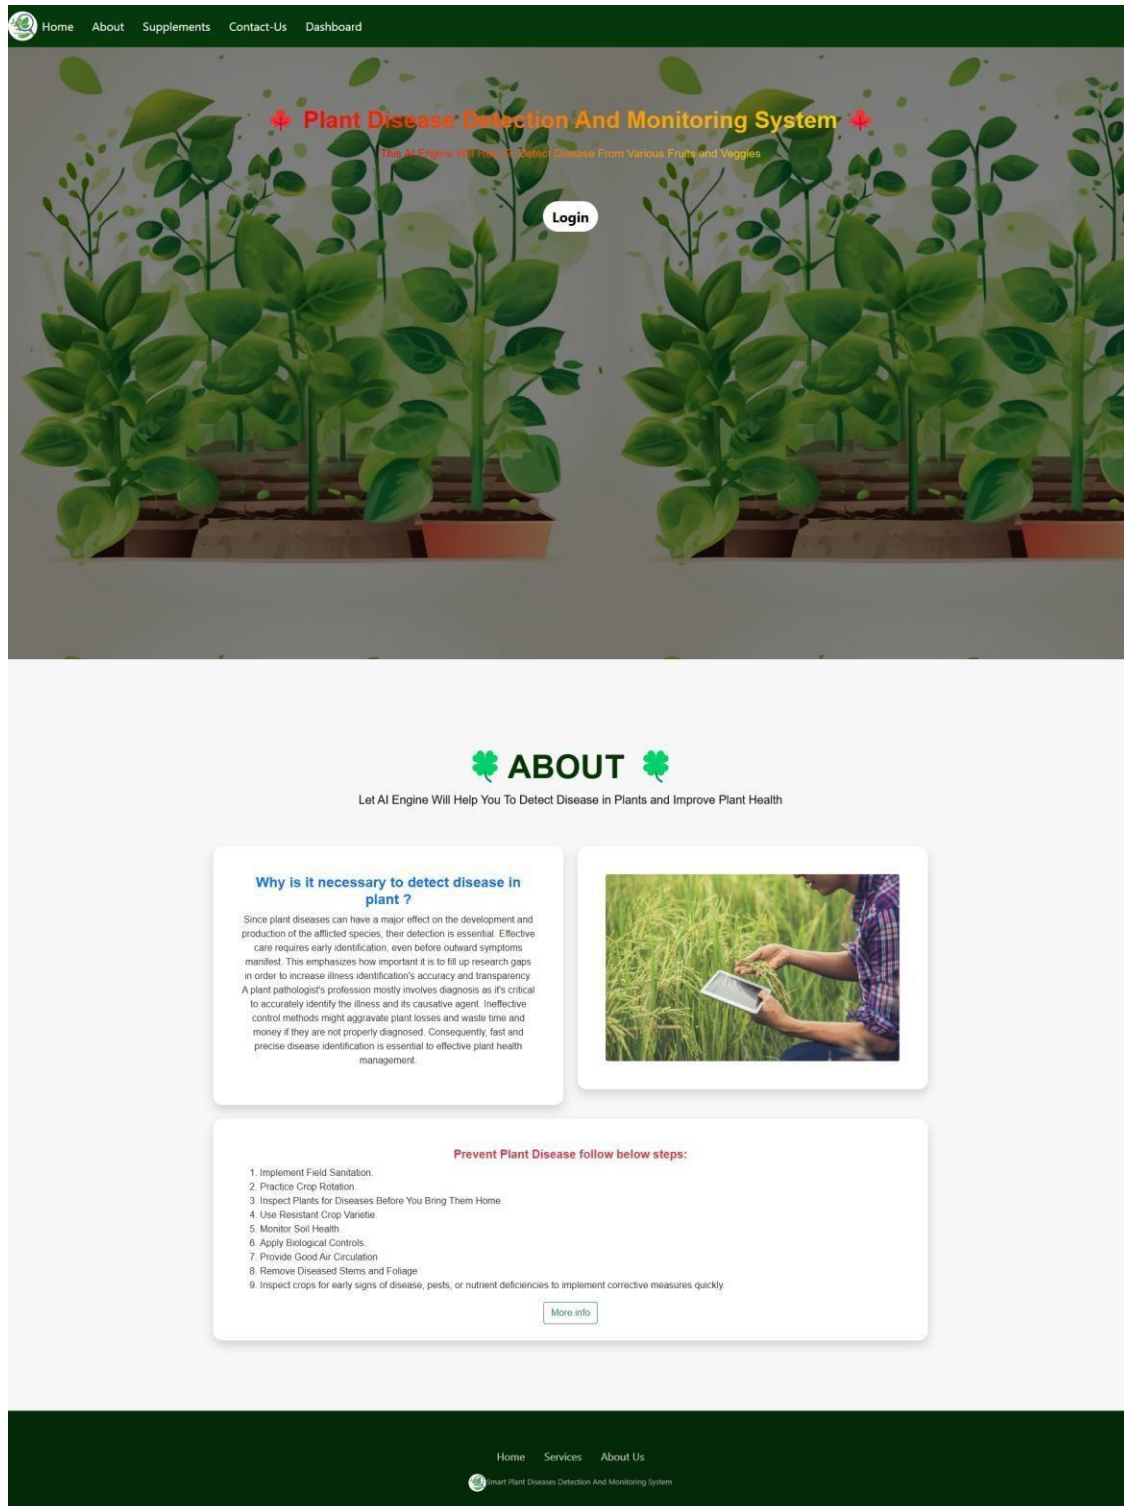 Home About Supplements Contact-Us Dashboard
Plant Disease Detection And Monitoring System
This AI Engine Will Help To Detect Disease From Various Fruits and Veggies
Login
ABOUT
Let AI Engine Will Help You To Detect Disease in Plants and Improve Plant Health
Why is it necessary to detect disease in
plant ?
Since plant diseases can have a major effect on the development and
production of the afflicted species, their detection is essential. Effective
care requires early identification, even before outward symptoms
manifest. This emphasizes how important it is to fill up research gaps
in order to increase illness identification's accuracy and transparency.
A plant pathologist's profession mostly involves diagnosis as it's critical
to accurately identify the illness and its causative agent. Ineffective
control methods might aggravate plant losses and waste time and
money if they are not properly diagnosed. Consequently, fast and
precise disease identification is essential to effective plant health
management.
Prevent Plant Disease follow below steps:
1. Implement Field Sanitation.
2. Practice Crop Rotation.
3. Inspect Plants for Diseases Before You Bring Them Home.
4. Use Resistant Crop Varietie.
5. Monitor Soil Health.
6. Apply Biological Controls.
7. Provide Good Air Circulation
8. Remove Diseased Stems and Foliage
9. Inspect crops for early signs of disease, pests, or nutrient deficiencies to implement corrective measures quickly.
More info
Home Services About Us
Smart Plant Diseases Detection And Monitoring System